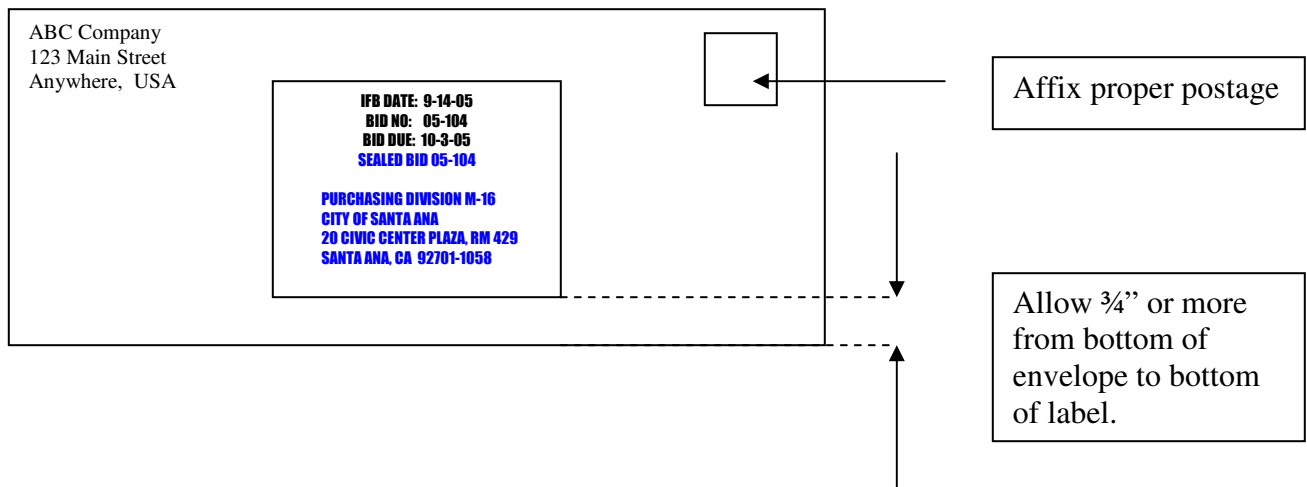 ABC Company
123 Main Street
Anywhere, USA
IFB DATE: 9-14-05
BID NO: 05-104
BID DUE: 10-3-05
SEALED BID 05-104
PURCHASING DIVISION M-16
CITY OF SANTA ANA
20 CIVIC CENTER PLAZA, RM 429
SANTA ANA, CA 92701-1058
Affix proper postage
Allow ¾” or more
from bottom of
envelope to bottom
of label.